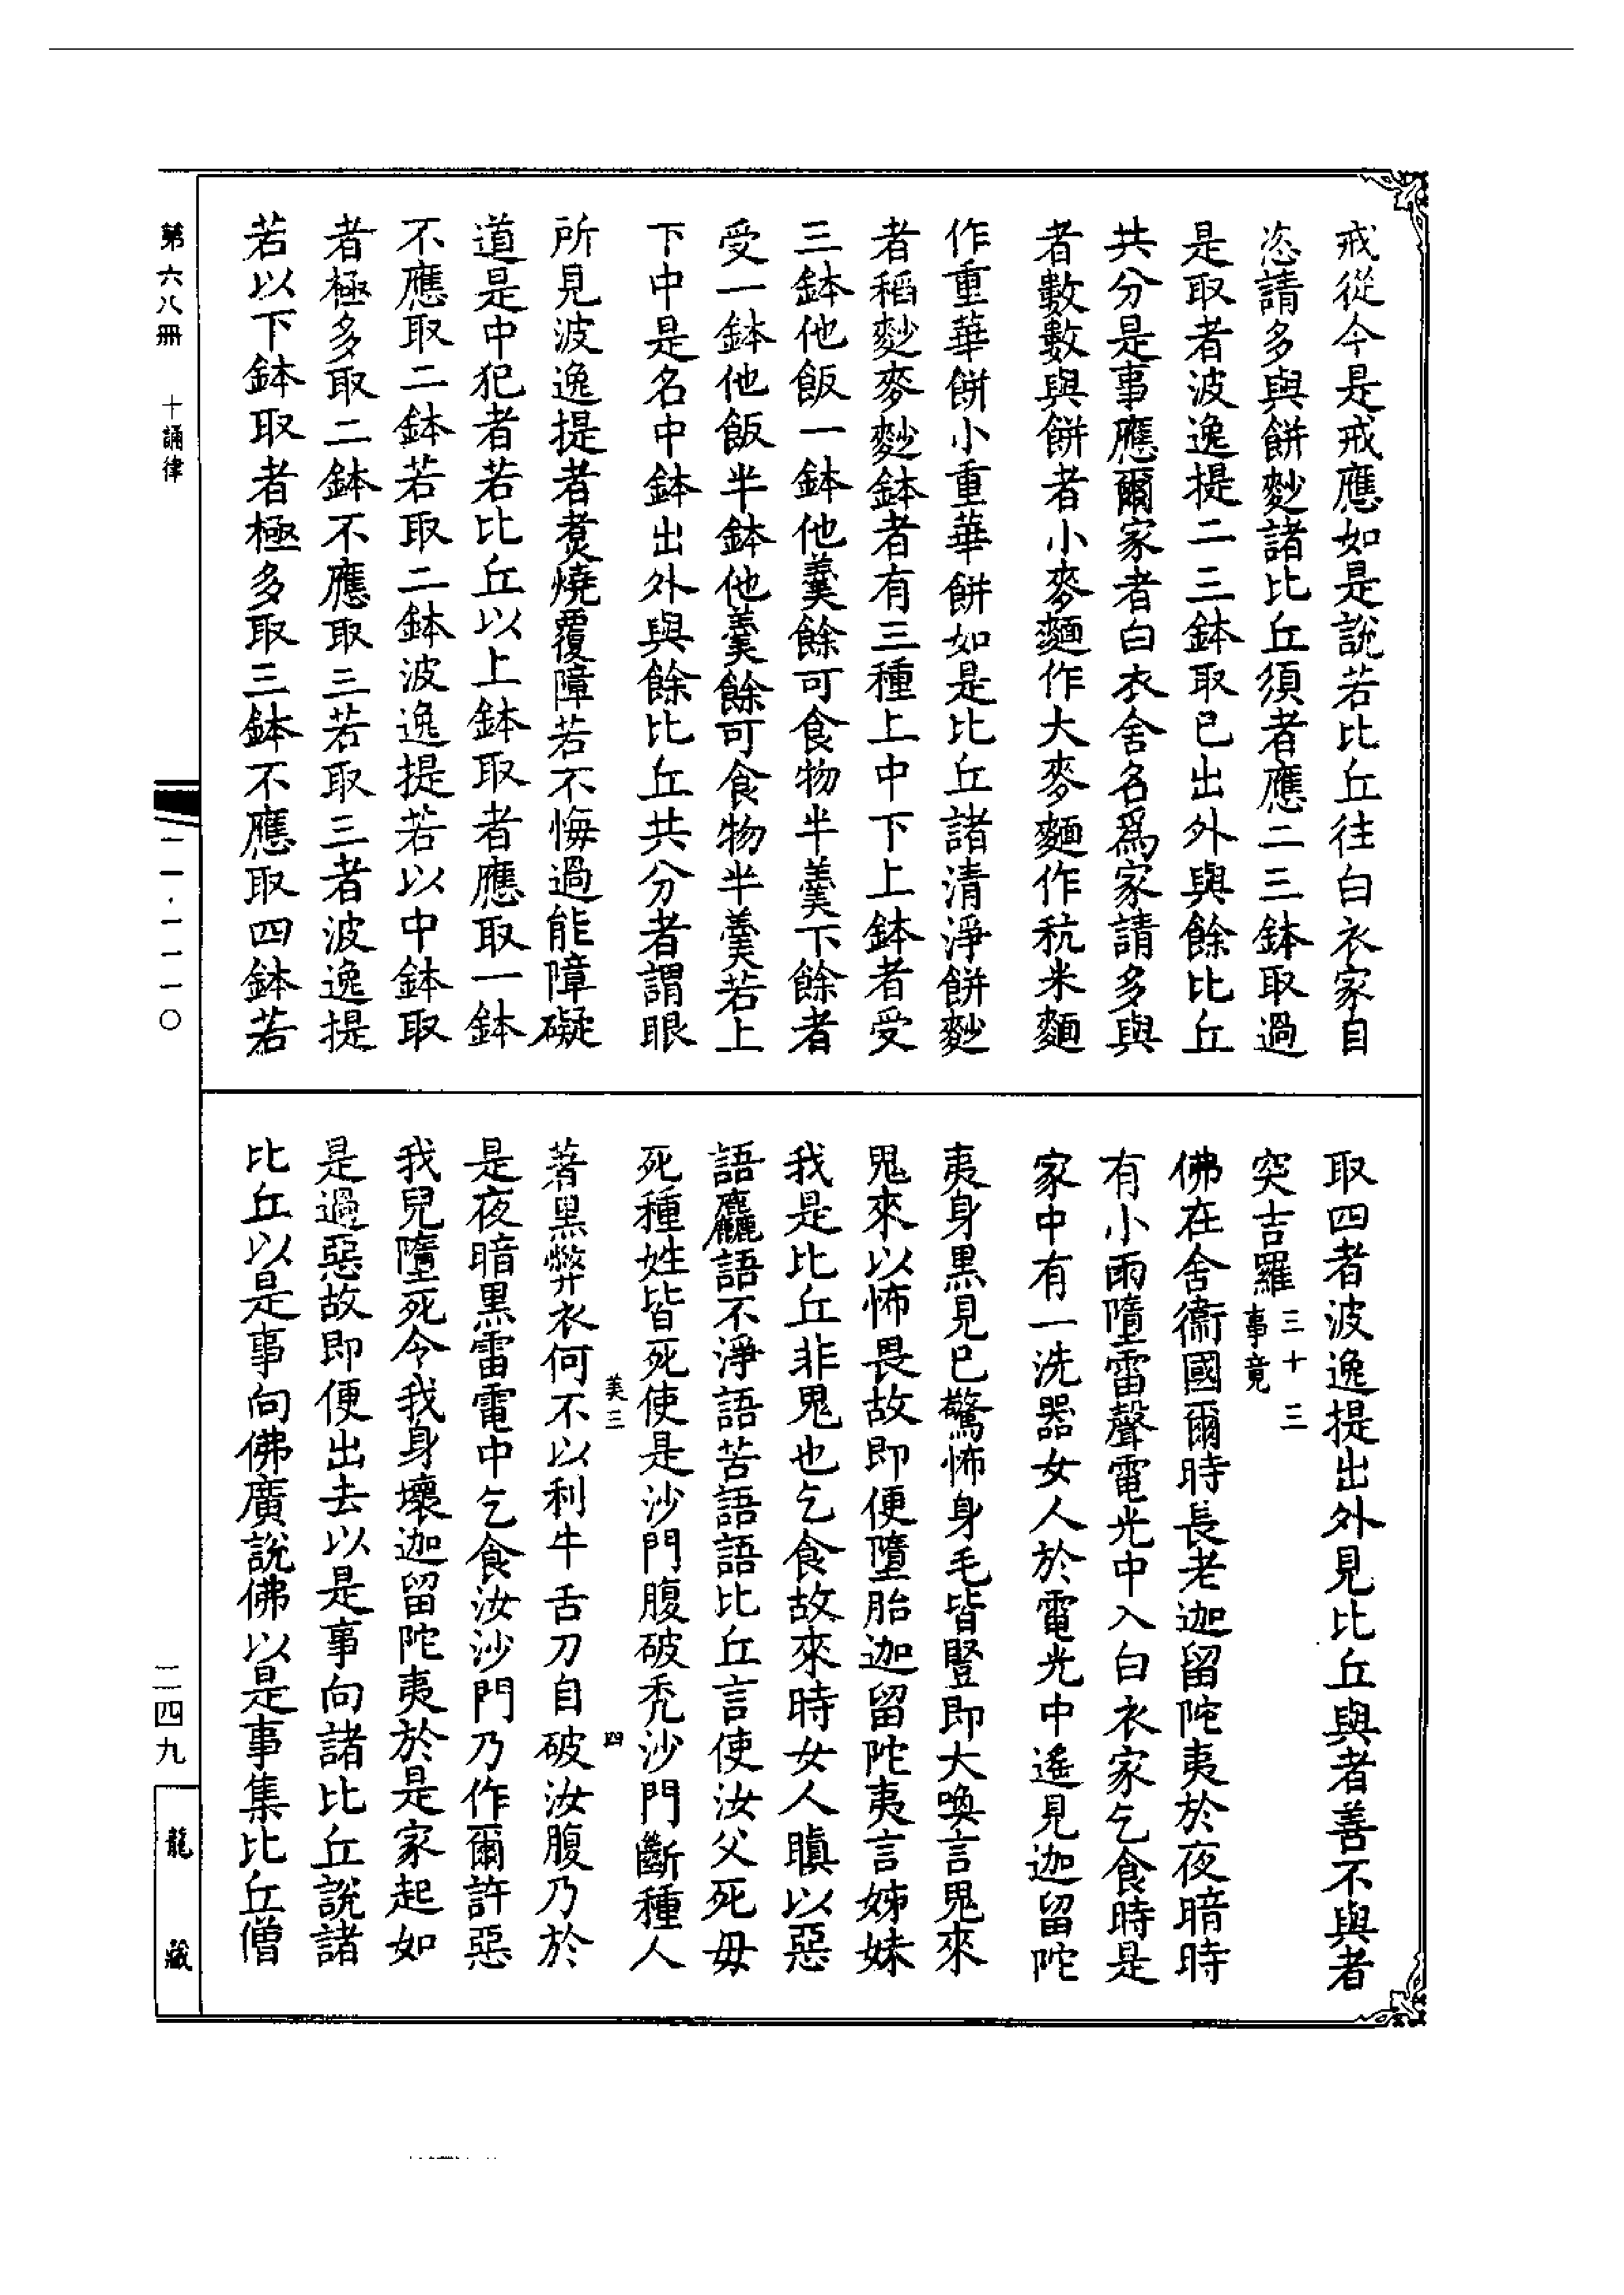 戒從今是戒應如是說若比丘往白衣家自
恣請多與餅麨諸比丘須者應二三鉢取過
是取者波逸提二三鉢取已出外與餘比丘
共分是事應爾家者白衣舍名爲家請多與
者數數與餅者小麥麵作大麥麵作秔米麵
作重華餅小重華餅如是比丘諸清淨餅麨
者稻麨麥麨鉢者有三種上中下上鉢者受
三鉢他飯一鉢他羹餘可食物半羹下餘者
受一鉢他飯半鉢他羹餘可食物半羹若上
下中是名中鉢出外與餘比丘共分者謂眼
所見波逸提者煑燒覆障若不悔過能障礙
道是中犯者若比丘以上鉢取者應取一鉢
不應取二鉢若取二鉢波逸提若以中鉢取
者極多取二鉢不應取三若取三者波逸提
若以下鉢取者極多取三鉢不應取四鉢若
取四者波逸提出外見比丘與者善不與者
突吉羅三十三事竟
佛在舍衞國爾時長老迦留陀夷於夜暗時
有小雨墮雷聲電光中入白衣家乞食時是
家中有一洗器女人於電光中遙見迦留陀
夷身黑見已驚怖身毛皆豎即大喚言鬼來
鬼來以怖畏故即便墮胎迦留陀夷言姊妹
我是比丘非鬼也乞食故來時女人瞋以惡
語麤語不淨語苦語語比丘言使汝父死母
死種姓皆死使是沙門腹破禿沙門斷種人
著黑弊衣何不以利牛舌刀自破汝腹乃於
美三
四
是夜暗黑雷電中乞食汝沙門乃作爾許惡
我兒墮死令我身壞迦留陀夷於是家起如
是過惡故即便出去以是事向諸比丘說諸
比丘以是事向佛廣說佛以是事集比丘僧
第六八冊 十誦律
二一·一一一〇
二四九
龍藏